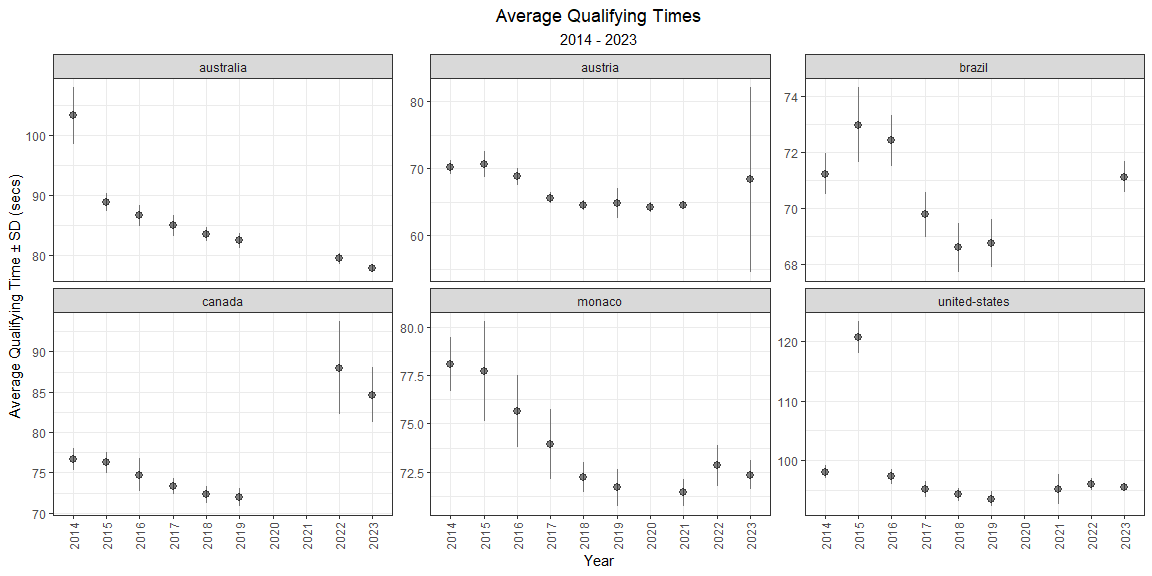 Average Qualifying Times
2014 - 2023
australia
austria
brazil
100
90
80
80
70
60
74
72
70
68
canada
monaco
united-states
90
85
80
75
70
80.0
77.5
75.0
72.5
120
110
100
2014 2015 2016 2017 2018 2019 2020 2021 2022 2023
2014 2015 2016 2017 2018 2019 2020 2021 2022 2023
2014 2015 2016 2017 2018 2019 2020 2021 2022 2023
Average Qualifying Time ± SD (secs)
Year